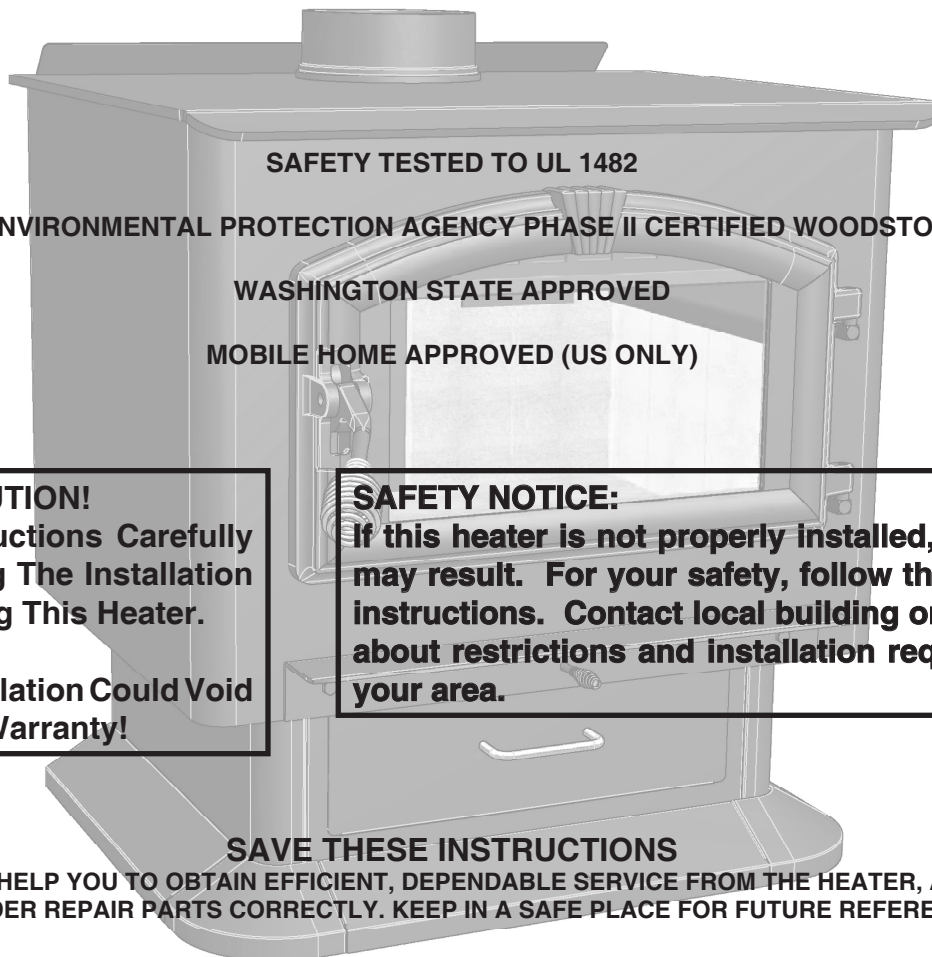 SAFETY TESTED TO UL 1482
NVIRONMENTAL PROTECTION AGENCY PHASE II CERTIFIED WOODSTO
WASHINGTON STATE APPROVED
MOBILE HOME APPROVED (US ONLY)
UTION!
uctions Carefully
g The Installation
g This Heater.
llation Could Void
Warranty!
SAFETY NOTICE:
If this heater is not properly installed,
may result. For your safety, follow th
instructions. Contact local building or
about restrictions and installation req
your area.
SAVE THESE INSTRUCTIONS
HELP YOU TO OBTAIN EFFICIENT, DEPENDABLE SERVICE FROM THE HEATER, A
DER REPAIR PARTS CORRECTLY. KEEP IN A SAFE PLACE FOR FUTURE REFERE